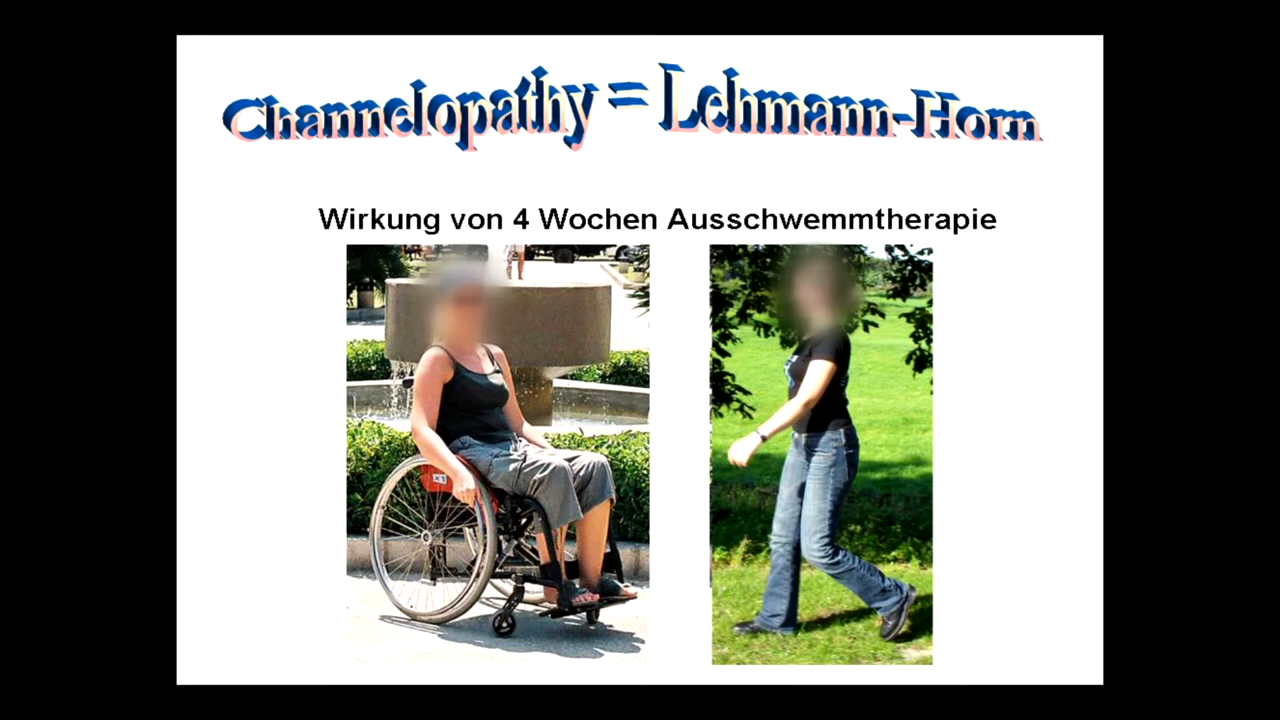 Channelopathy = Lehmann-Horn
Wirkung von 4 Wochen Ausschwemmtherapie